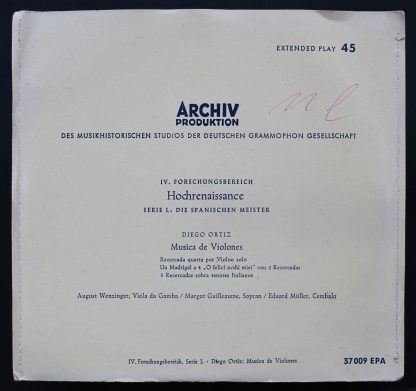 EXTENDED PLAY 45
ARCHIV
PRODUKTION
DES MUSIKHISTORISCHEN STUDIOS DER DEUTSCHEN GRAMMOPHON GESELLSCHAFT
IV. FORSCHUNGSBEREICH
Hochrenaissance
SERIE L: DIE SPANISCHEN MEISTER
DIEGO ORTIZ
Musica de Violones
Recercada quarta por Violon solo
Un Madrigal a 4 „O felici occhi miei“ con 2 Recercadas
2 Recercadas sobra tenores Italianos
August Wenzinger, Viola da Gamba / Margot Guilleaume, Sopran / Eduard Müller, Cembalo
IV. Forschungsbereich, Serie L · Diego Ortiz: Musica de Violones
37009 EPA